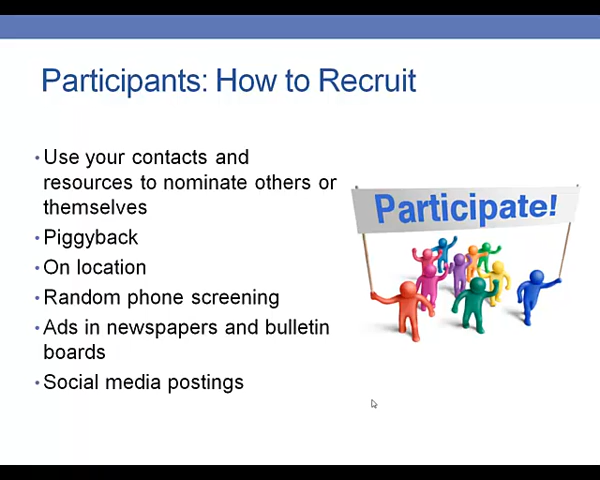 Participants: How to Recruit
• Use your contacts and
resources to nominate others or
themselves
• Piggyback
• On location
• Random phone screening
• Ads in newspapers and bulletin
boards
• Social media postings
Participate!